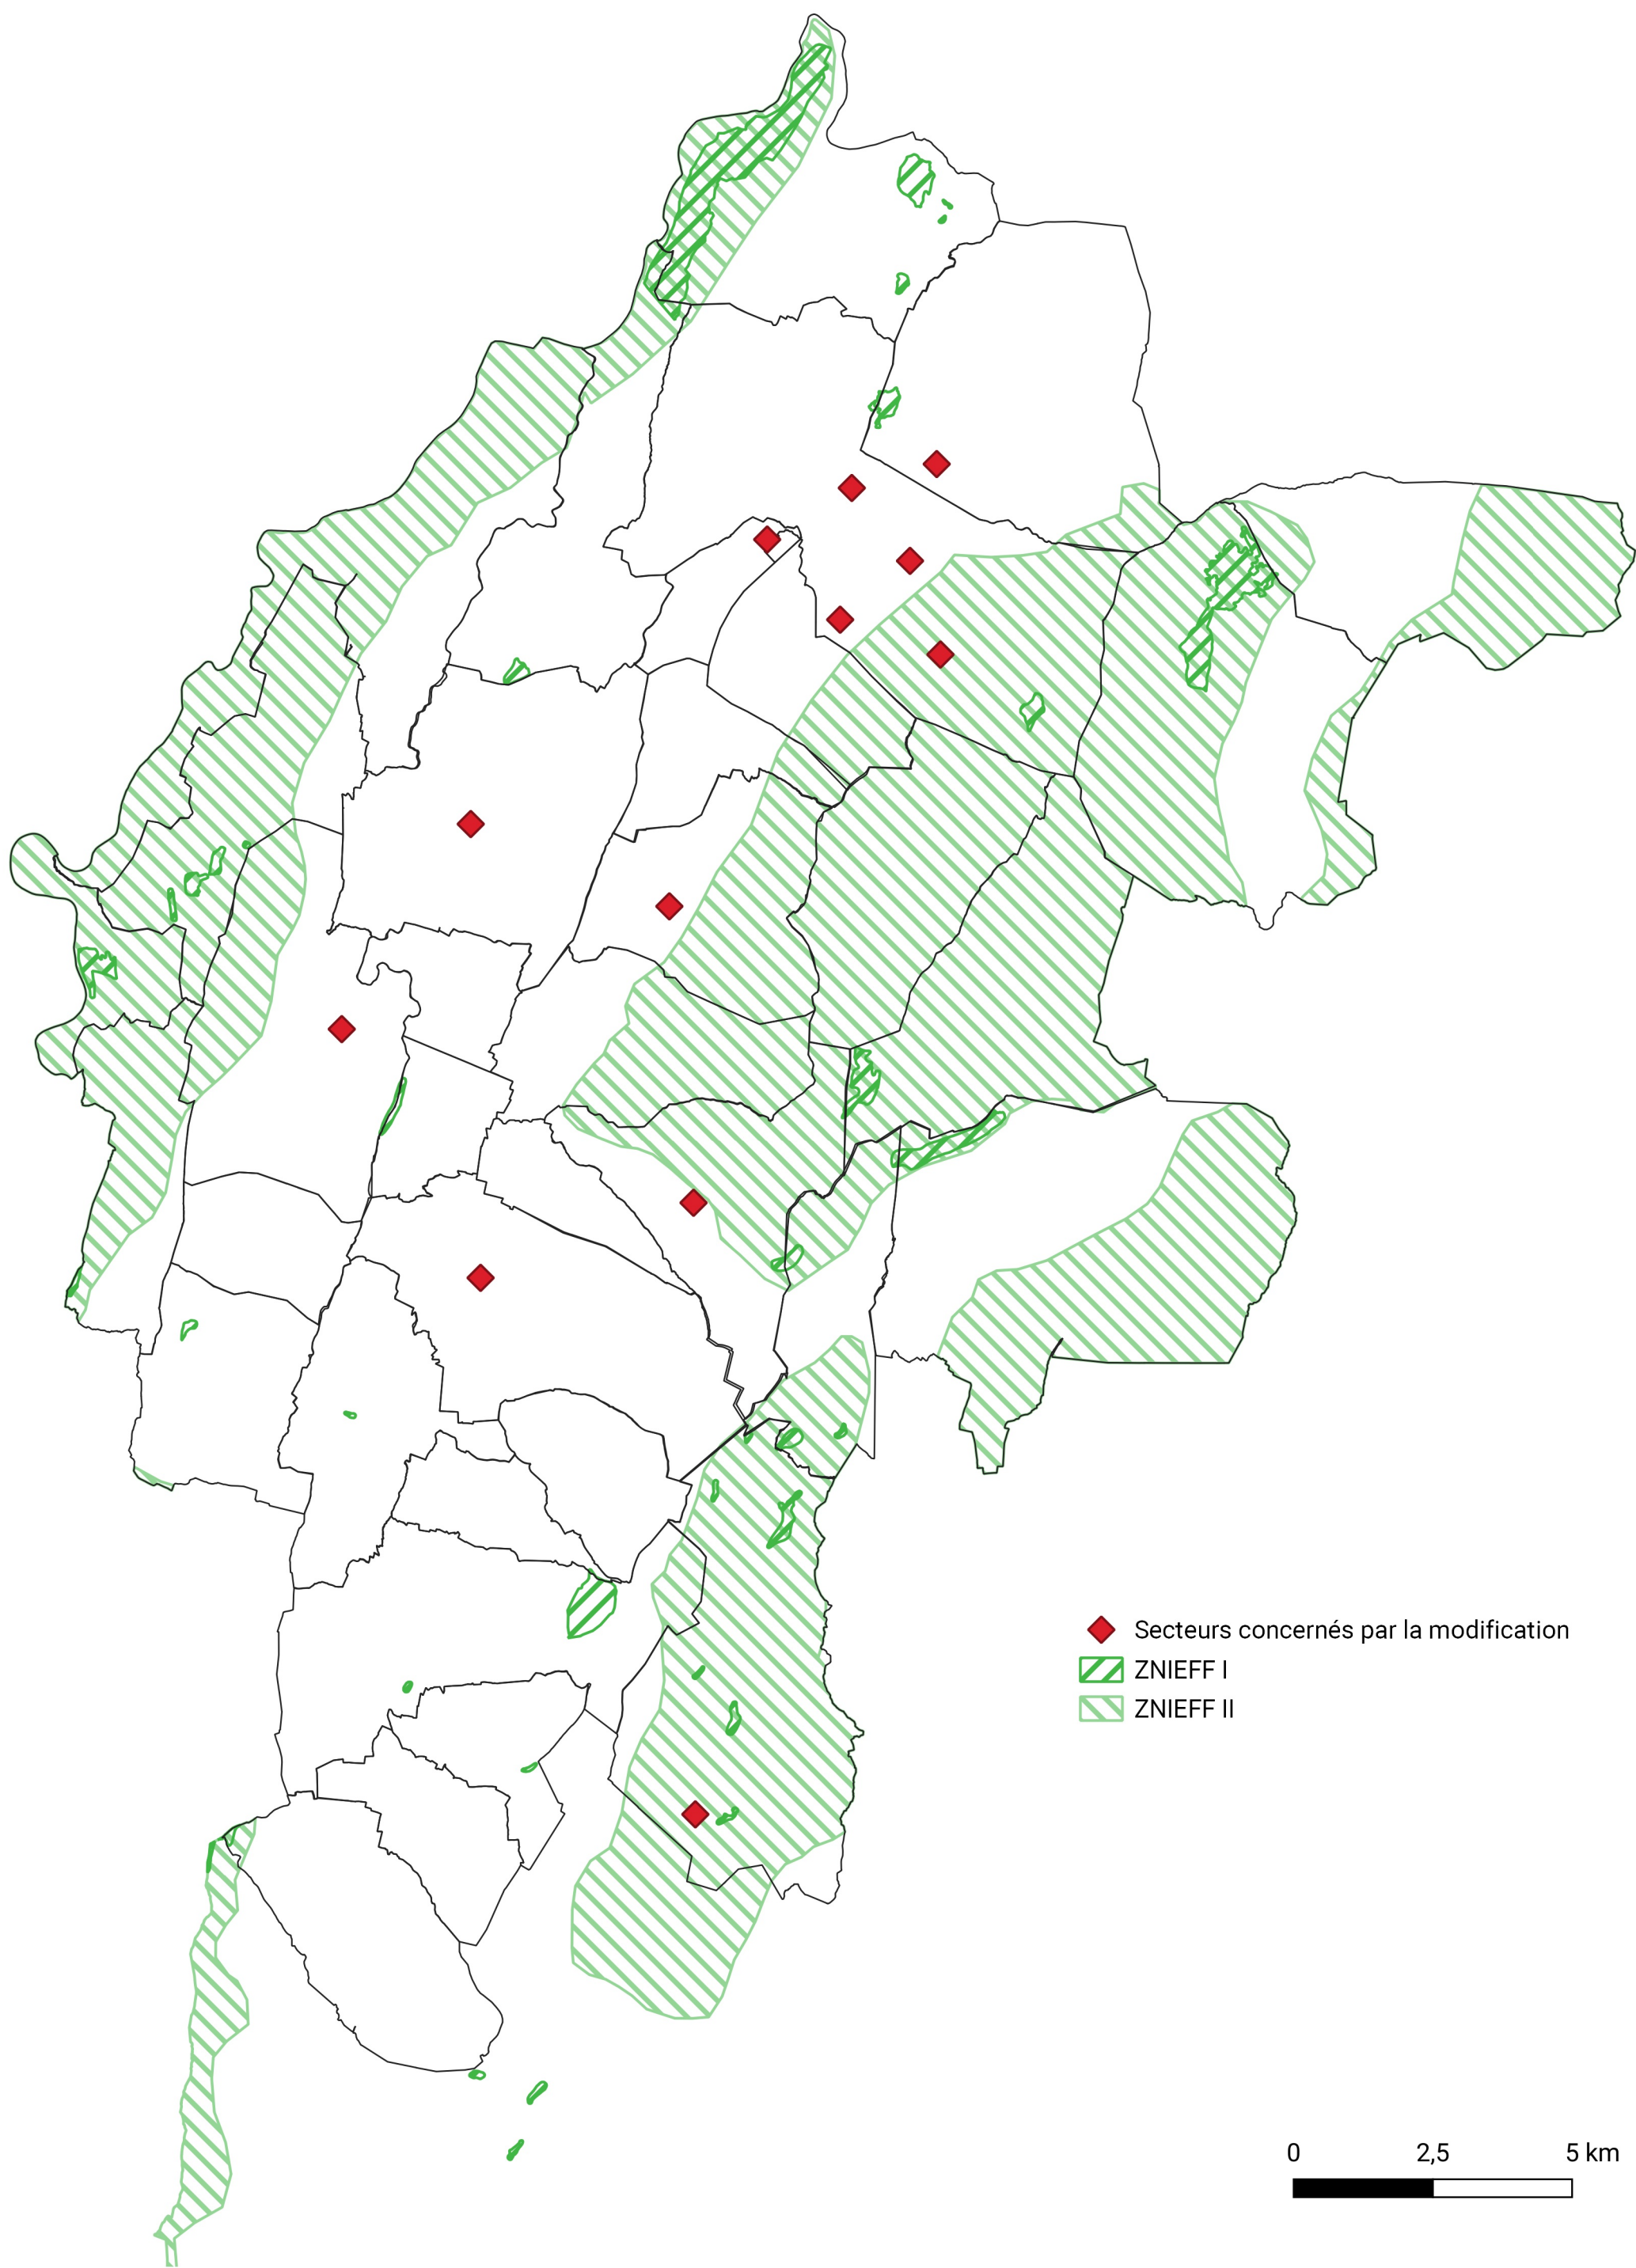 Secteurs concernés par la modification
ZNIEFF I
ZNIEFF II
0 2,5 5 km